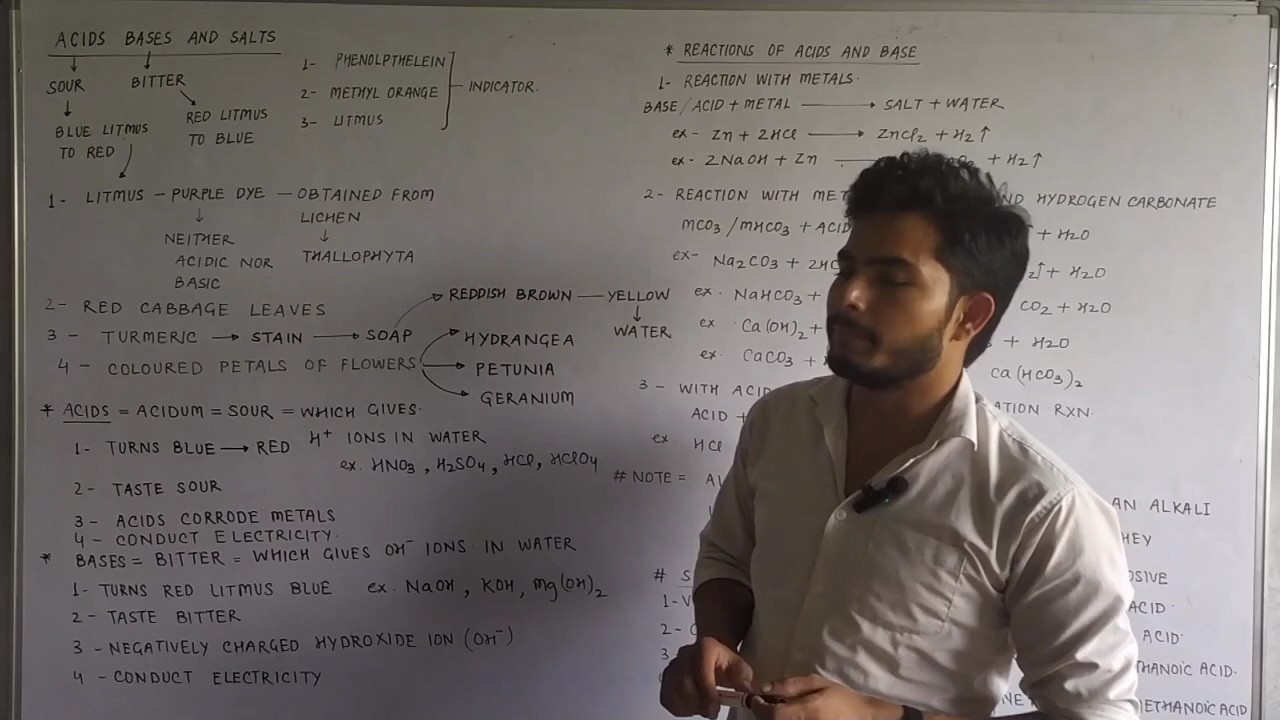 ACIDS BASES AND SALTS
SOUR
BITTER
BLUE LITMUS
TO RED
RED LITMUS
TO BLUE
1- PHENOLPTHELEIN
2- METHYL ORANGE
3- LITMUS
INDICATOR.
1- LITMUS – PURPLE DYE – OBTAINED FROM
LICHEN
THALLOPHYTA
NEITHER
ACIDIC NOR
BASIC
2- RED CABBAGE LEAVES
3 - TURMERIC → STAIN → SOAP
REDDISH BROWN — YELLOW
WATER
4 - COLOURED PETALS OF FLOWERS
HYDRANGEA
PETUNIA
GERANIUM
* ACIDS = ACIDUM = SOUR = WHICH GIVES
H⁺ IONS IN WATER
1- TURNS BLUE → RED
ex. HNO₃, H₂SO₄, HCl, HClO₄
2- TASTE SOUR
3- ACIDS CORRODE METALS
4- CONDUCT ELECTRICITY.
* BASES = BITTER = WHICH GIVES OH⁻ IONS IN WATER
1- TURNS RED LITMUS BLUE ex. NaOH, KOH, Mg(OH)₂
2- TASTE BITTER
3 - NEGATIVELY CHARGED HYDROXIDE ION (OH⁻)
4 - CONDUCT ELECTRICITY
* REACTIONS OF ACIDS AND BASE
1- REACTION WITH METALS.
BASE/ACID + METAL → SALT + WATER
ex- Zn + 2HCl → ZnCl₂ + H₂↑
ex- 2NaOH + Zn → + H₂↑
2- REACTION WITH MET ND HYDROGEN CARBONATE
MCO₃/MHCO₃ + ACID + H₂O
ex- Na₂CO₃ + 2HC ₂↑ + H₂O
ex. NaHCO₃ + CO₂ + H₂O
ex Ca(OH)₂ + + H₂O
ex. CaCO₃ + Ca(HCO₃)₂
3 - WITH ACID ATION RXN.
ACID +
ex. HCl
# NOTE = AN ALKALI
HEY
# S OSIVE
1- V ACID.
2- ACID.
3 THANOIC ACID.
ETHANOIC ACID